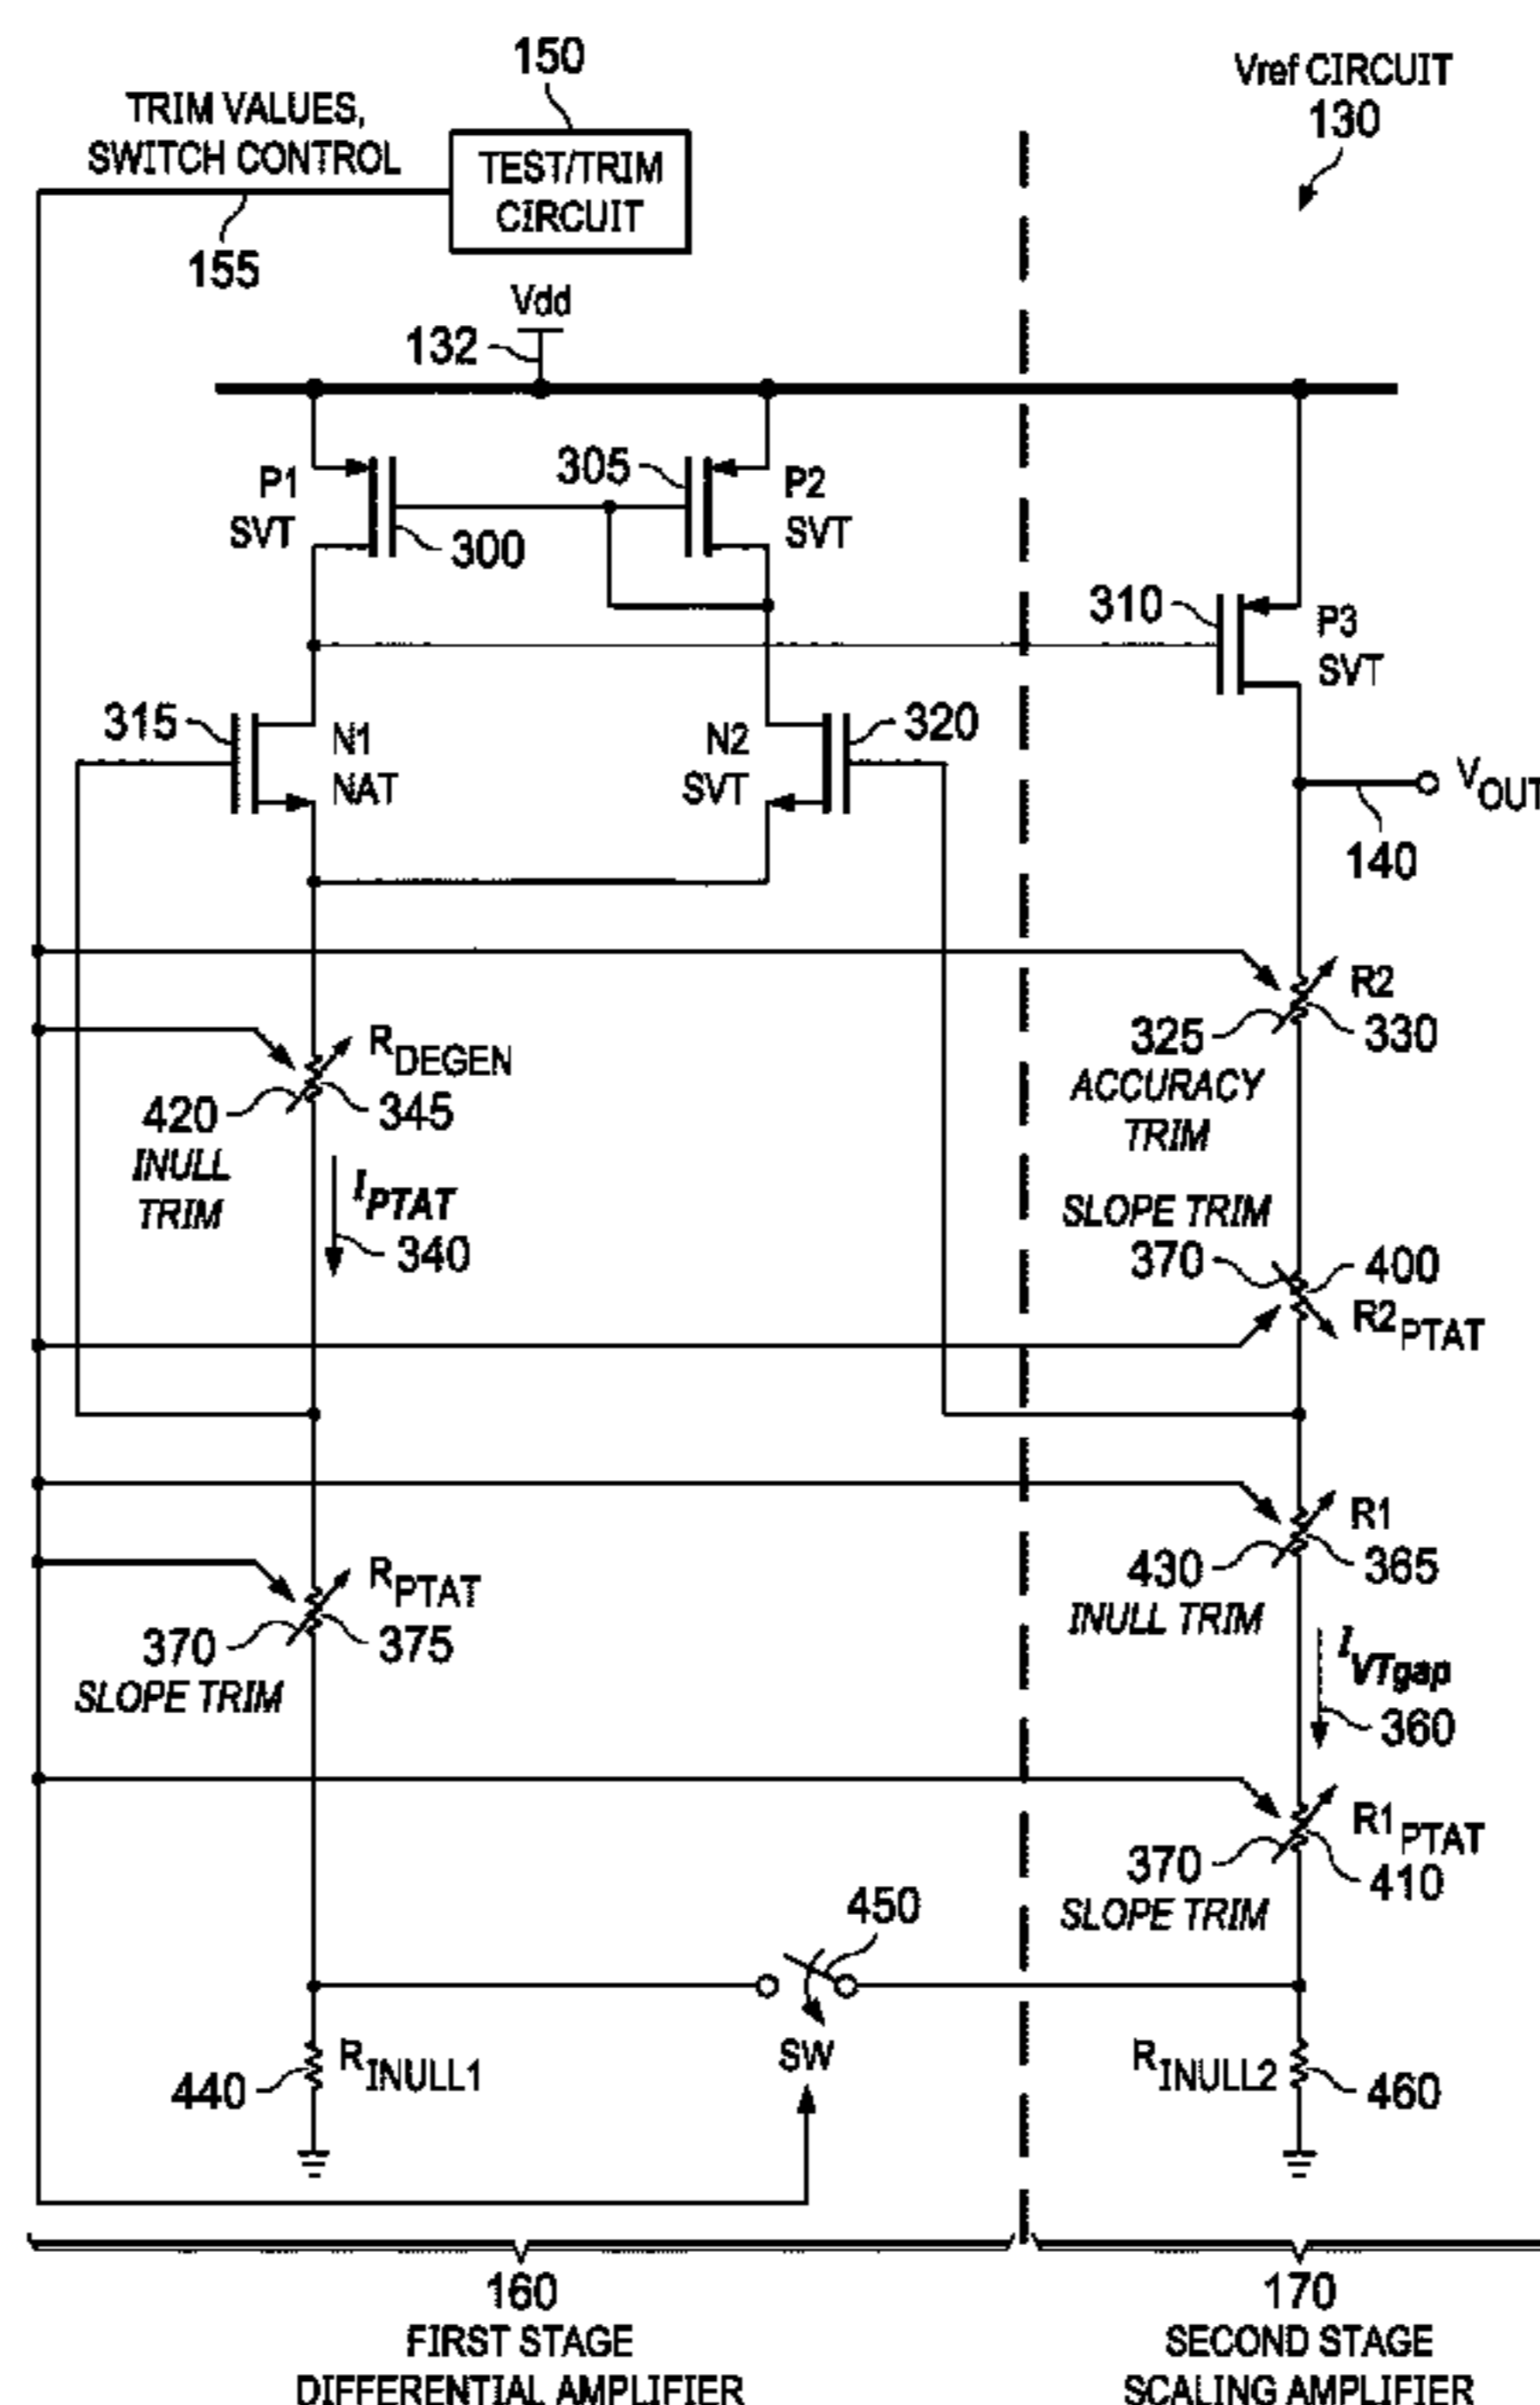 150
Vref CIRCUIT
130
TRIM VALUES,
SWITCH CONTROL
TEST/TRIM
CIRCUIT
155
Vdd
132
P1
SVT
300
305
P2
SVT
310
P3
SVT
315
N1
NAT
N2
SVT
320
VOUT
140
R2
325
330
ACCURACY
TRIM
RDEGEN
420
345
INULL
TRIM
IPTAT
340
SLOPE TRIM
370
400
R2PTAT
R1
430
365
INULL TRIM
RPTAT
370
375
SLOPE TRIM
IVTgap
360
R1PTAT
370
410
SLOPE TRIM
450
SW
RINULL1
440
RINULL2
460
160
FIRST STAGE
DIFFERENTIAL AMPLIFIER
170
SECOND STAGE
SCALING AMPLIFIER